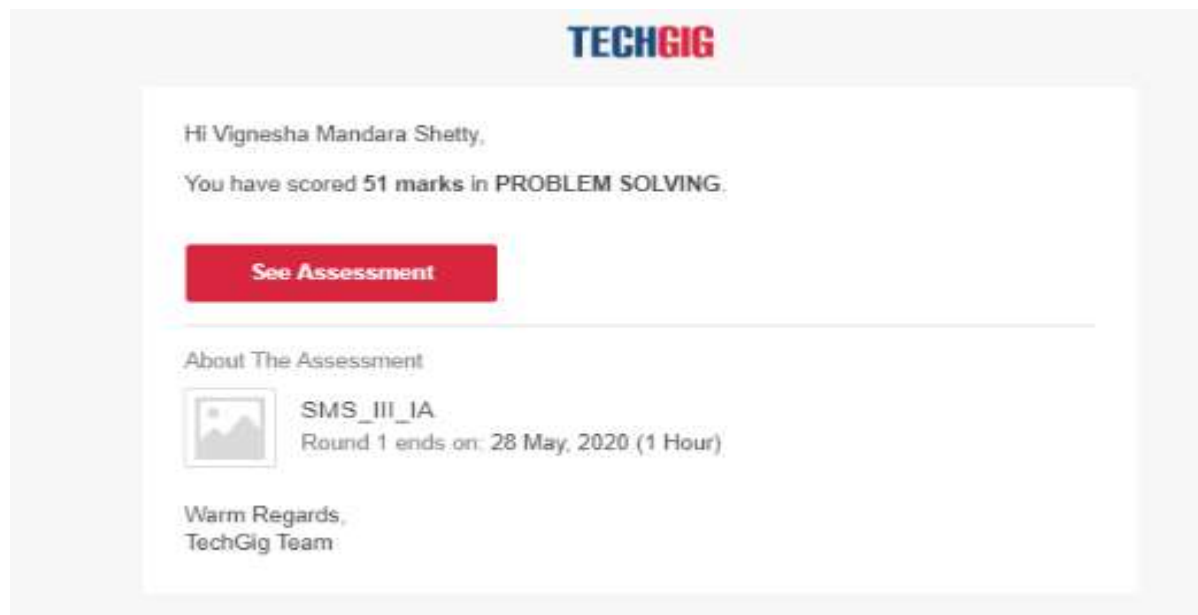 TECHGIG
Hi Vignesha Mandara Shetty,
You have scored 51 marks in PROBLEM SOLVING.
See Assessment
About The Assessment
SMS_III_IA
Round 1 ends on: 28 May, 2020 (1 Hour)
Warm Regards,
TechGig Team